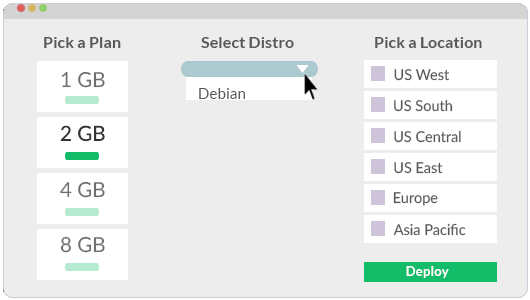 Pick a Plan
1 GB
2 GB
4 GB
8 GB
Select Distro
Debian
Pick a Location
US West
US South
US Central
US East
Europe
Asia Pacific
Deploy